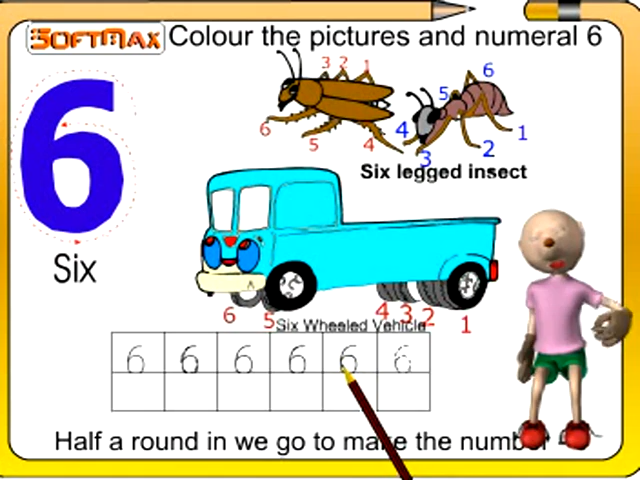 SOFTMAX Colour the pictures and numeral 6
6
3 2 1
6 5 4
6
5
4 3 2 1
Six legged insect
Six
6 5 4 3 2 1
Six Wheeled Vehicle
6 6 6 6 6 6
Half a round in we go to make the number